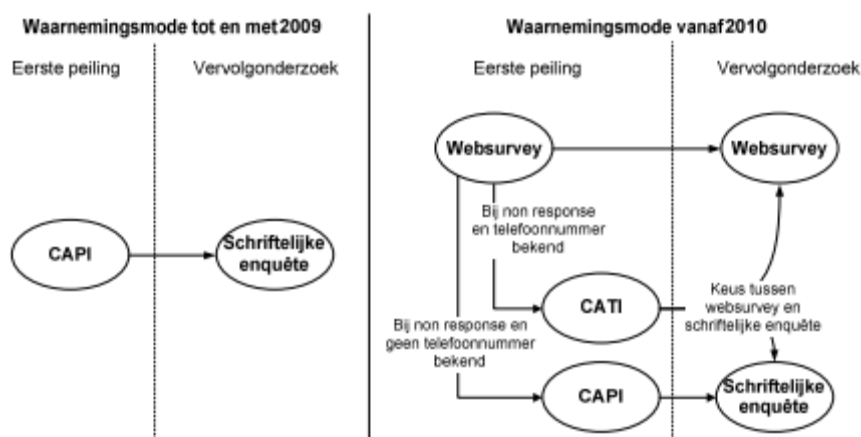 Waarnemingsmode tot en met 2009
Eerste peiling
Vervolgonderzoek
CAPI
Schriftelijke
enquête
Waarnemingsmode vanaf 2010
Eerste peiling
Vervolgonderzoek
Websurvey
Websurvey
Bij non response
en telefoonnummer
bekend
CATI
Keus tussen
websurvey en
schriftelijke enquête
Bij non response en
geen telefoonnummer
bekend
CAPI
Schriftelijke
enquête